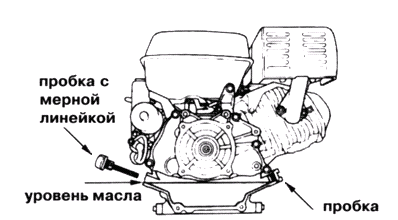 пробка с
мерной
линейкой
уровень масла
пробка